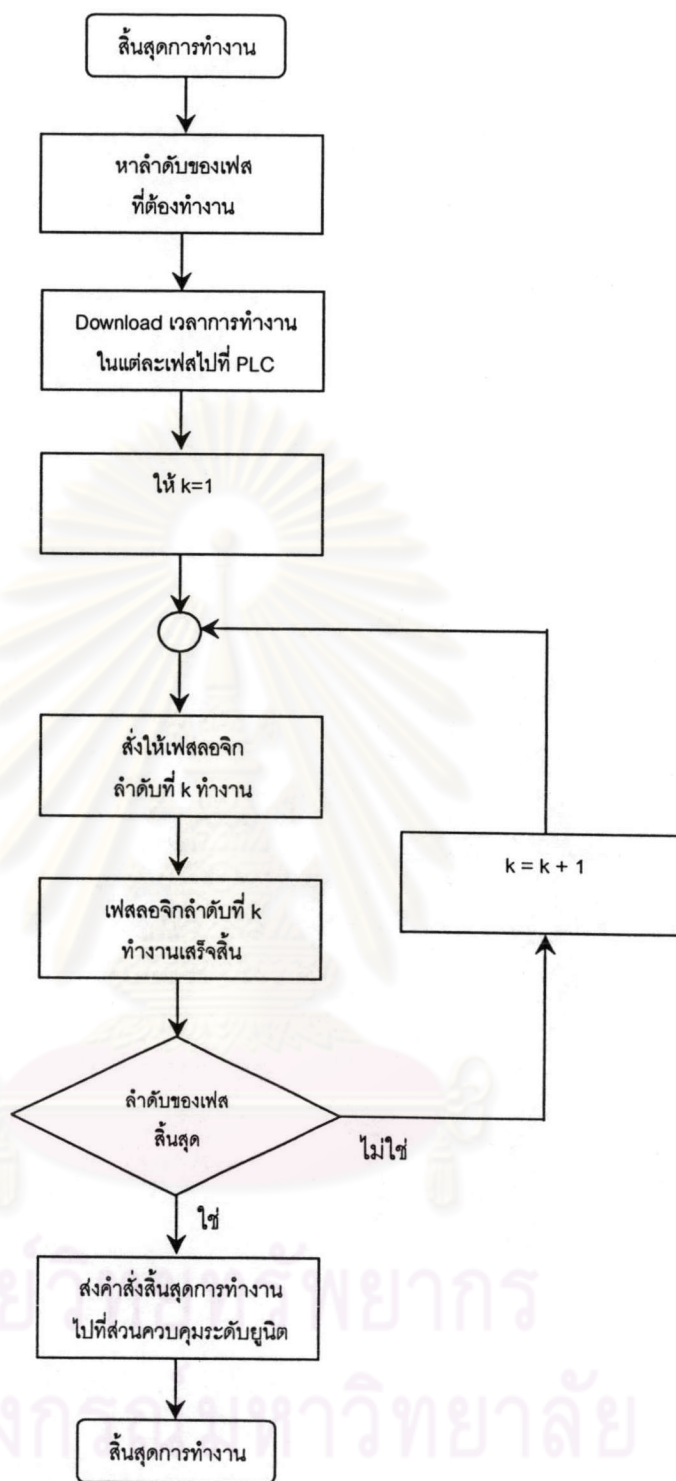 สิ้นสุดการทำงาน
หาลำดับของเฟส
ที่ต้องทำงาน
Download เวลาการทำงาน
ในแต่ละเฟสไปที่ PLC
ให้ k=1
สั่งให้เฟสลอจิก
ลำดับที่ k ทำงาน
k = k + 1
เฟสลอจิกลำดับที่ k
ทำงานเสร็จสิ้น
ลำดับของเฟส
สิ้นสุด
ไม่ใช่
ใช่
ส่งคำสั่งสิ้นสุดการทำงาน
ไปที่ส่วนควบคุมระดับยูนิต
สิ้นสุดการทำงาน